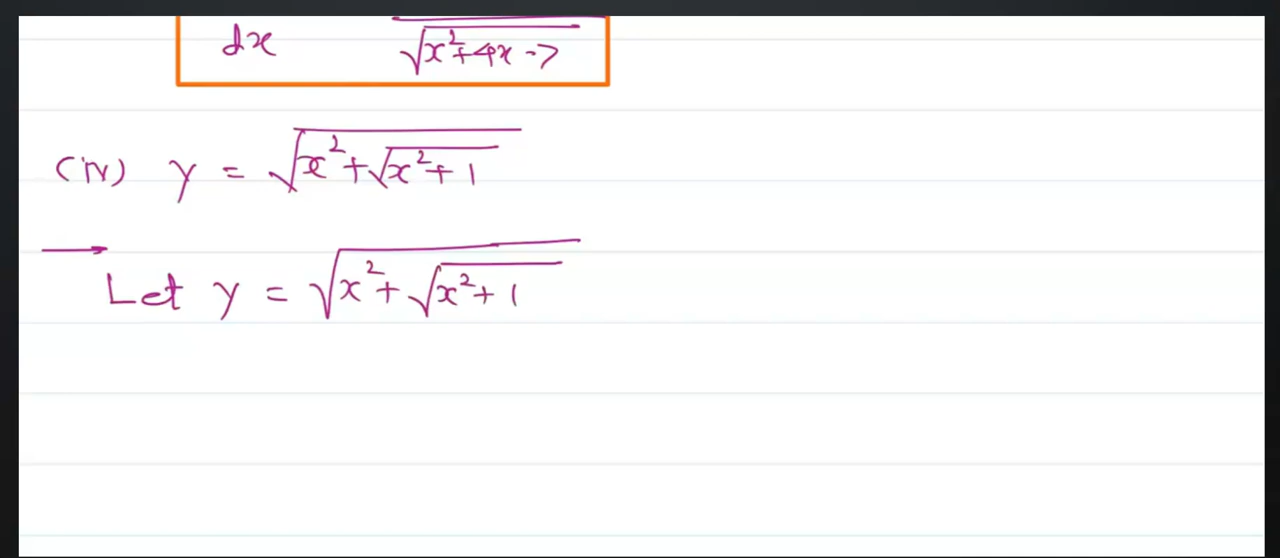 dx √(x²+4x-7)
(iv) y = √(x²+√(x²+1))
Let y = √(x²+√(x²+1))